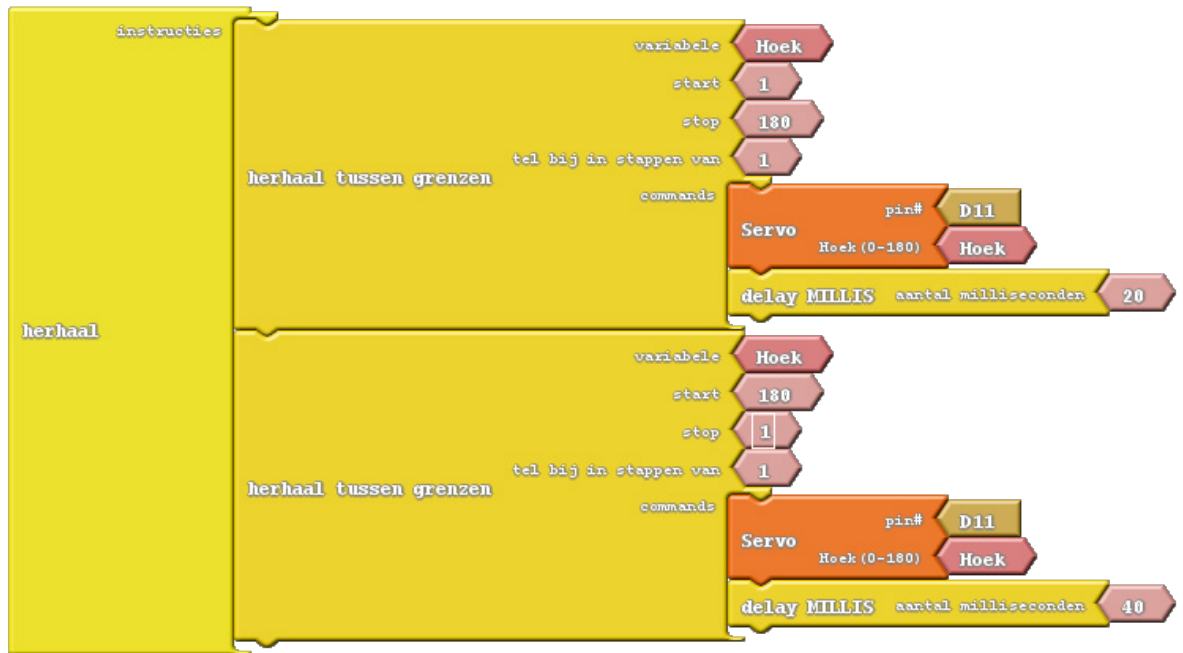 instructies
variabele Hoek
start 1
stop 180
tel bij in stappen van 1
herhaal tussen grenzen
commands
pin# D11
Servo
Hoek(0-180) Hoek
delay MILLIS aantal milliseconden 20
herhaal
variabele Hoek
start 180
stop 1
tel bij in stappen van 1
herhaal tussen grenzen
commands
pin# D11
Servo
Hoek(0-180) Hoek
delay MILLIS aantal milliseconden 40